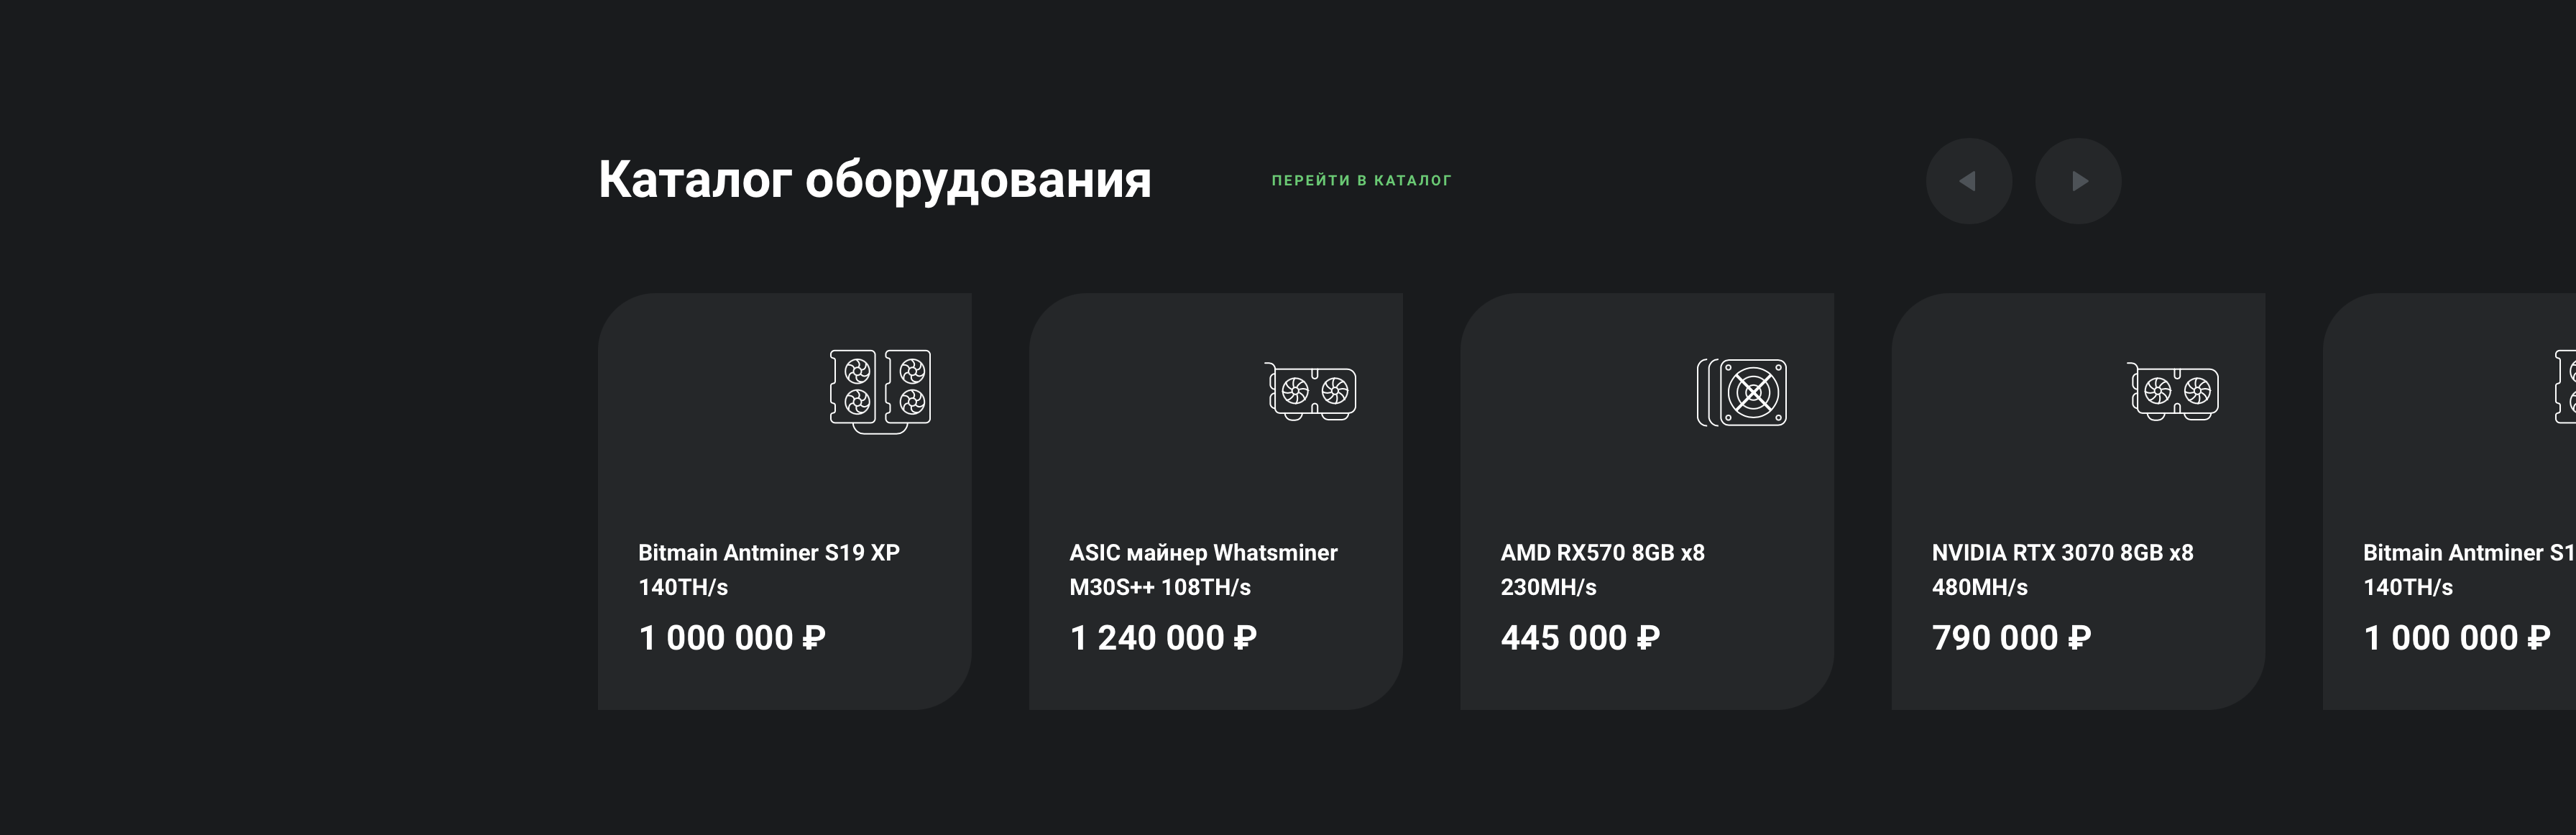 Каталог оборудования
ПЕРЕЙТИ В КАТАЛОГ
Bitmain Antminer S19 XP
140TH/s
1 000 000 ₽
ASIC майнер Whatsminer
M30S++ 108TH/s
1 240 000 ₽
AMD RX570 8GB x8
230MH/s
445 000 ₽
NVIDIA RTX 3070 8GB x8
480MH/s
790 000 ₽
Bitmain Antminer
140TH/s
1 000 000 ₽